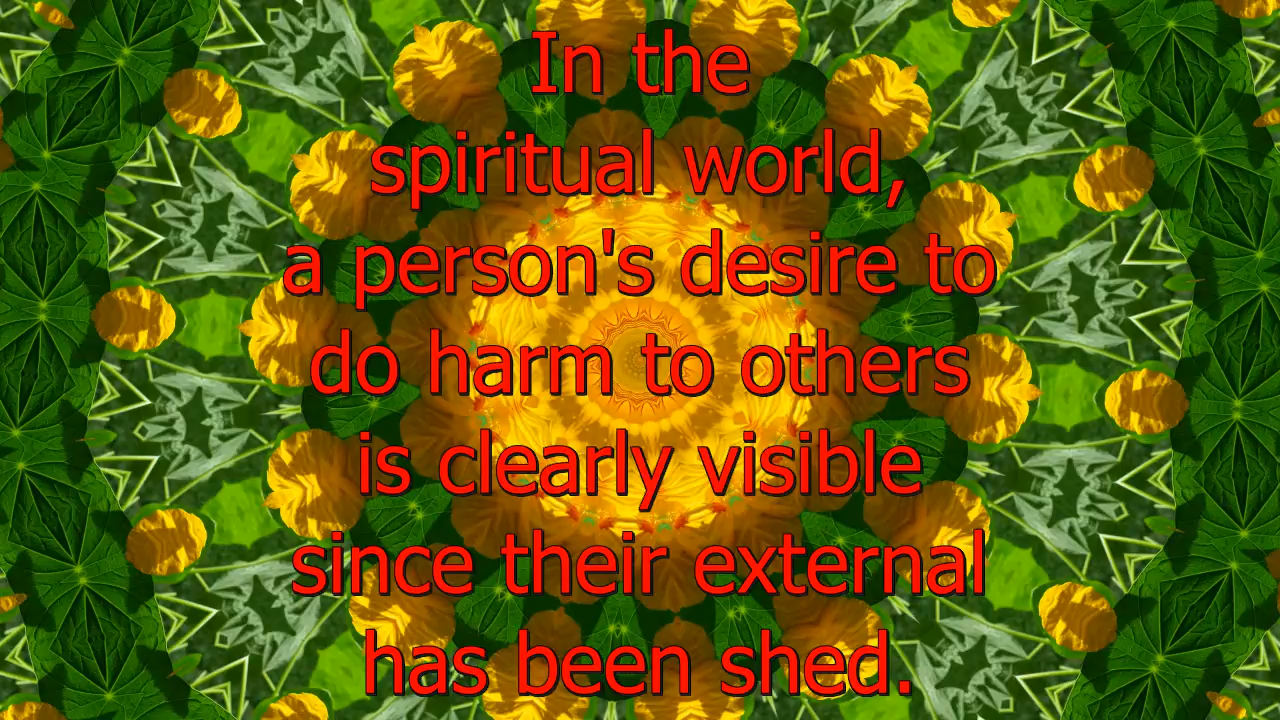 In the
spiritual world,
a person's desire to
do harm to others
is clearly visible
since their external
has been shed.